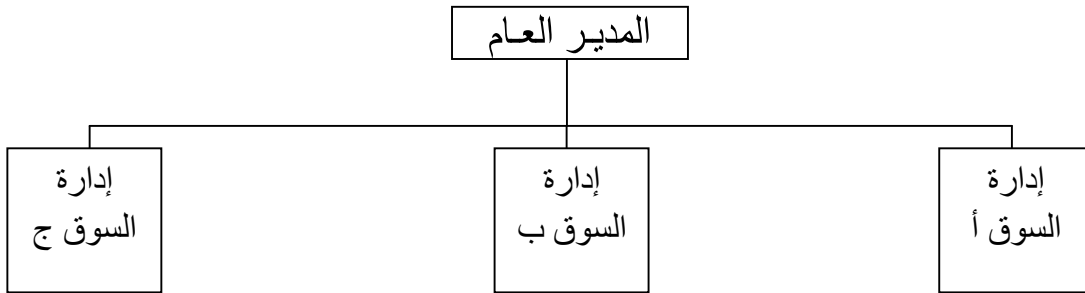 المديـر العـام
إدارة
السوق أ
إدارة
السوق ب
إدارة
السوق ج